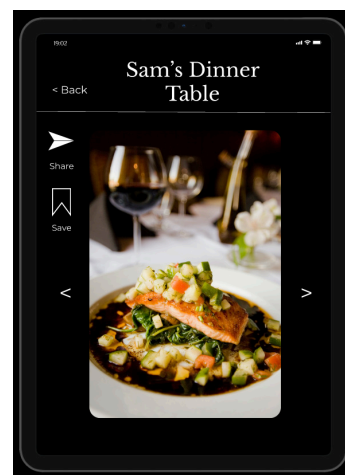 19:02
Sam's Dinner
Table
< Back
Share
Save
< >